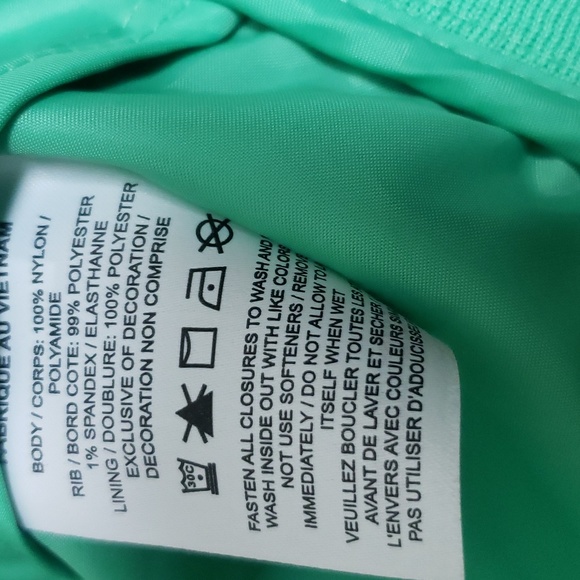 FABRIQUÉ AU VIETNAM
BODY / CORPS: 100% NYLON /
POLYAMIDE
RIB / BORD COTE: 99% POLYESTER
1% SPANDEX / ELASTHANNE
LINING / DOUBLURE: 100% POLYESTER
EXCLUSIVE OF DECORATION /
DECORATION NON COMPRISE
30C
FASTEN ALL CLOSURES TO WASH AND
WASH INSIDE OUT WITH LIKE COLORS
NOT USE SOFTENERS / REMOVE
IMMEDIATELY / DO NOT ALLOW TO
ITSELF WHEN WET
VEUILLEZ BOUCLER TOUTES LES
AVANT DE LAVER ET SECHER
L'ENVERS AVEC COULEURS
PAS UTILISER D'ADOUCISSE